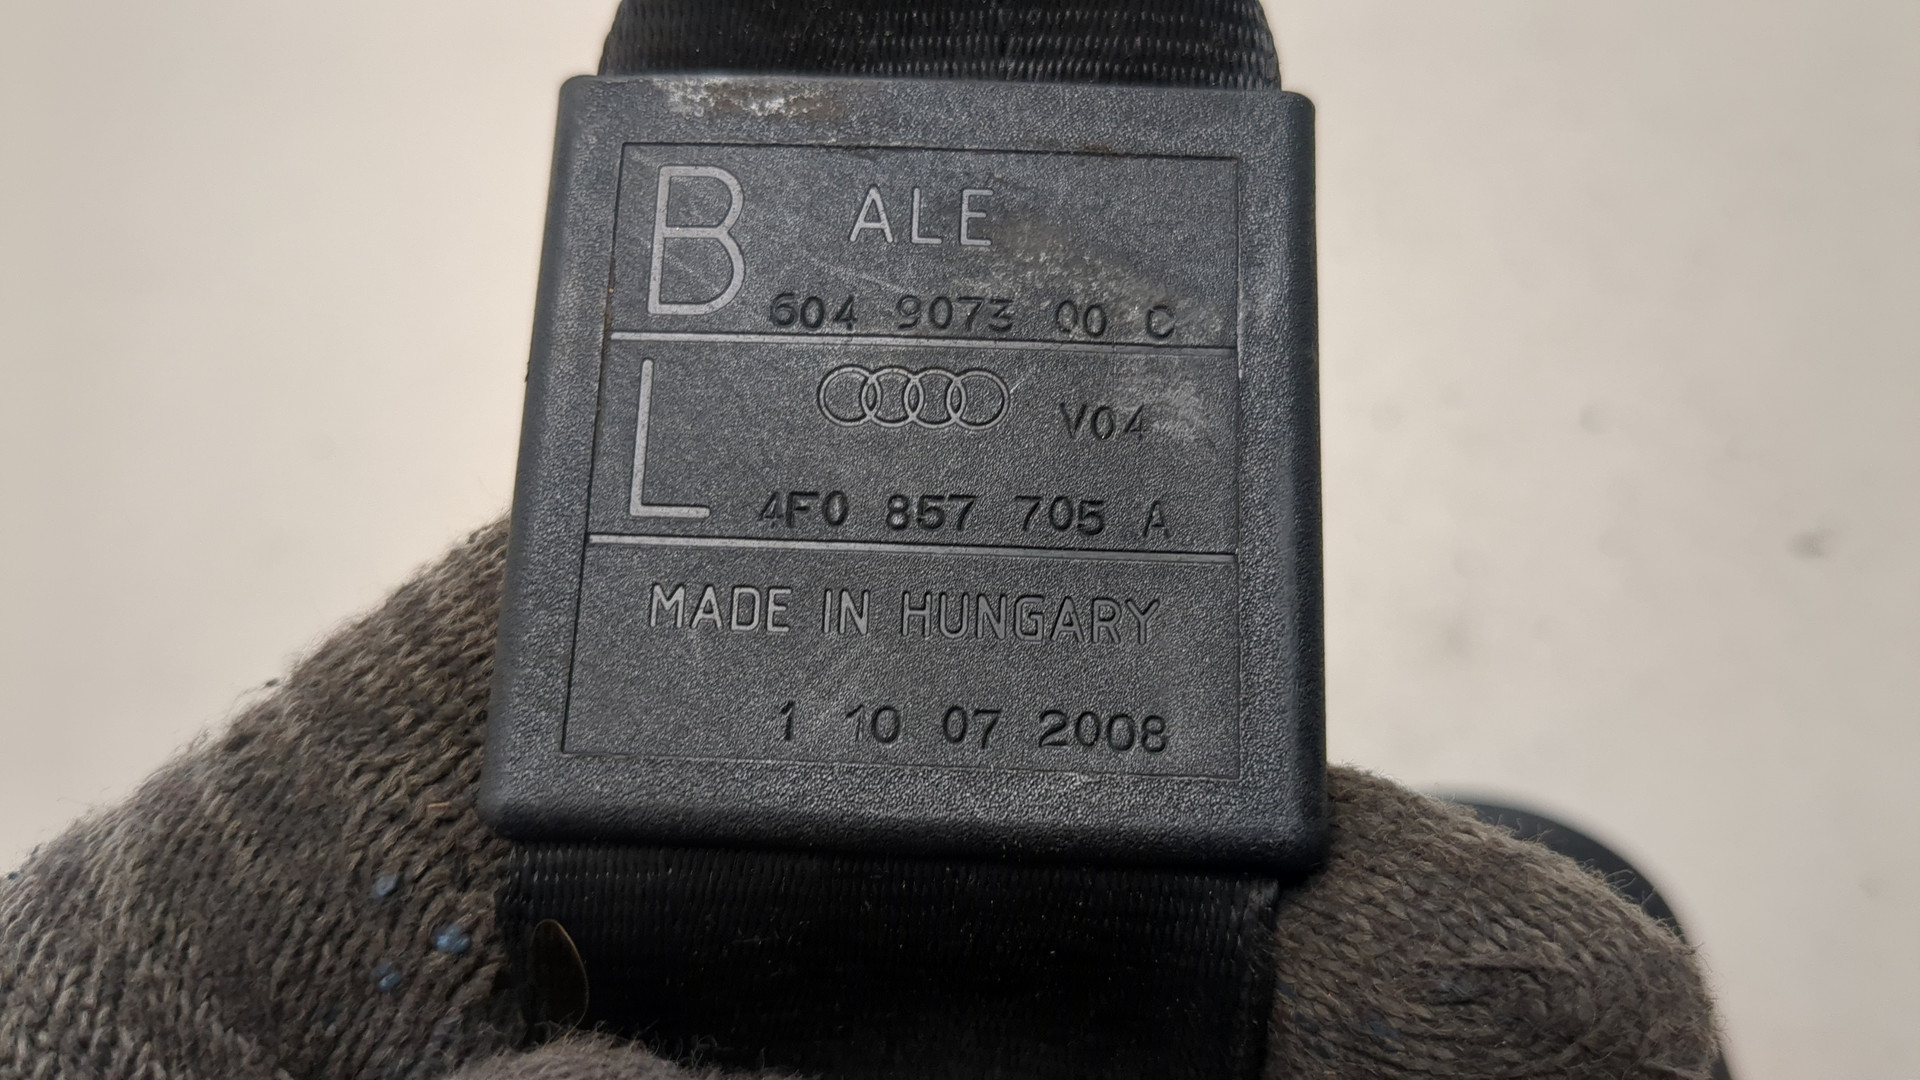 B ALE
604 9073 00 C
L V04
4F0 857 705 A
MADE IN HUNGARY
1 10 07 2008